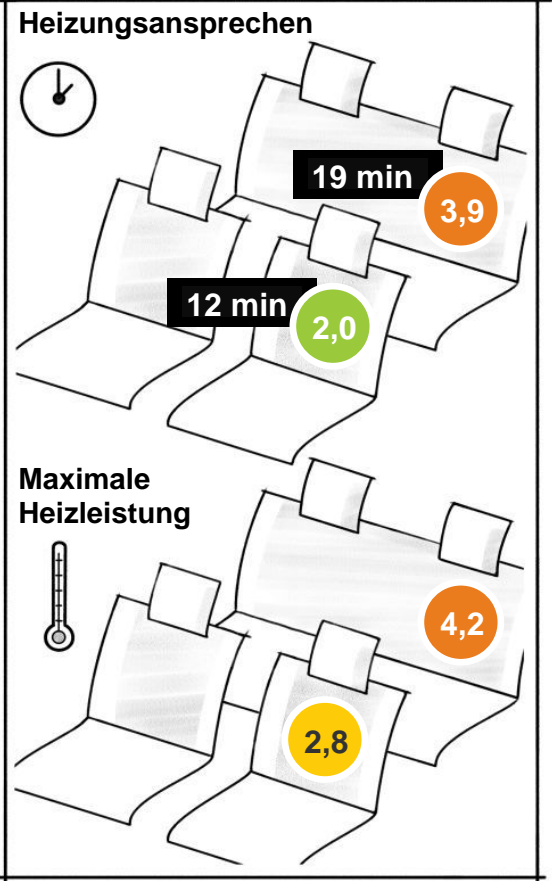 Heizungsansprechen
19 min
3,9
12 min
2,0
Maximale
Heizleistung
4,2
2,8